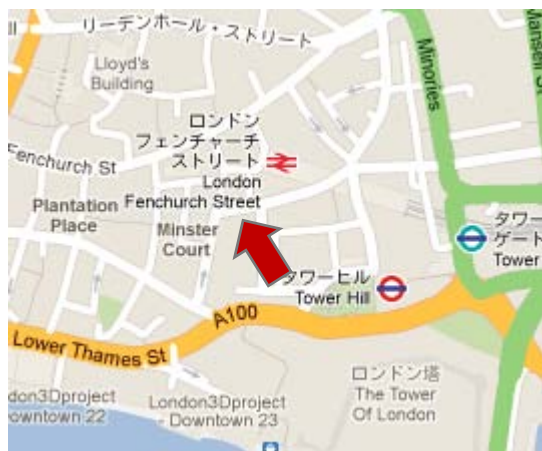 リーデンホール・ストリート
Lloyd's
Building
Minories
Mansell St
ロンドン
フェンチャーチ
ストリート
London
Fenchurch Street
Fenchurch St
Plantation
Place
Minster
Court
タワー
ゲート
Tower
タワーヒル
Tower Hill
A100
Lower Thames St
ロンドン塔
The Tower
Of London
don3Dproject
owntown 22
London3Dproject
- Downtown 23